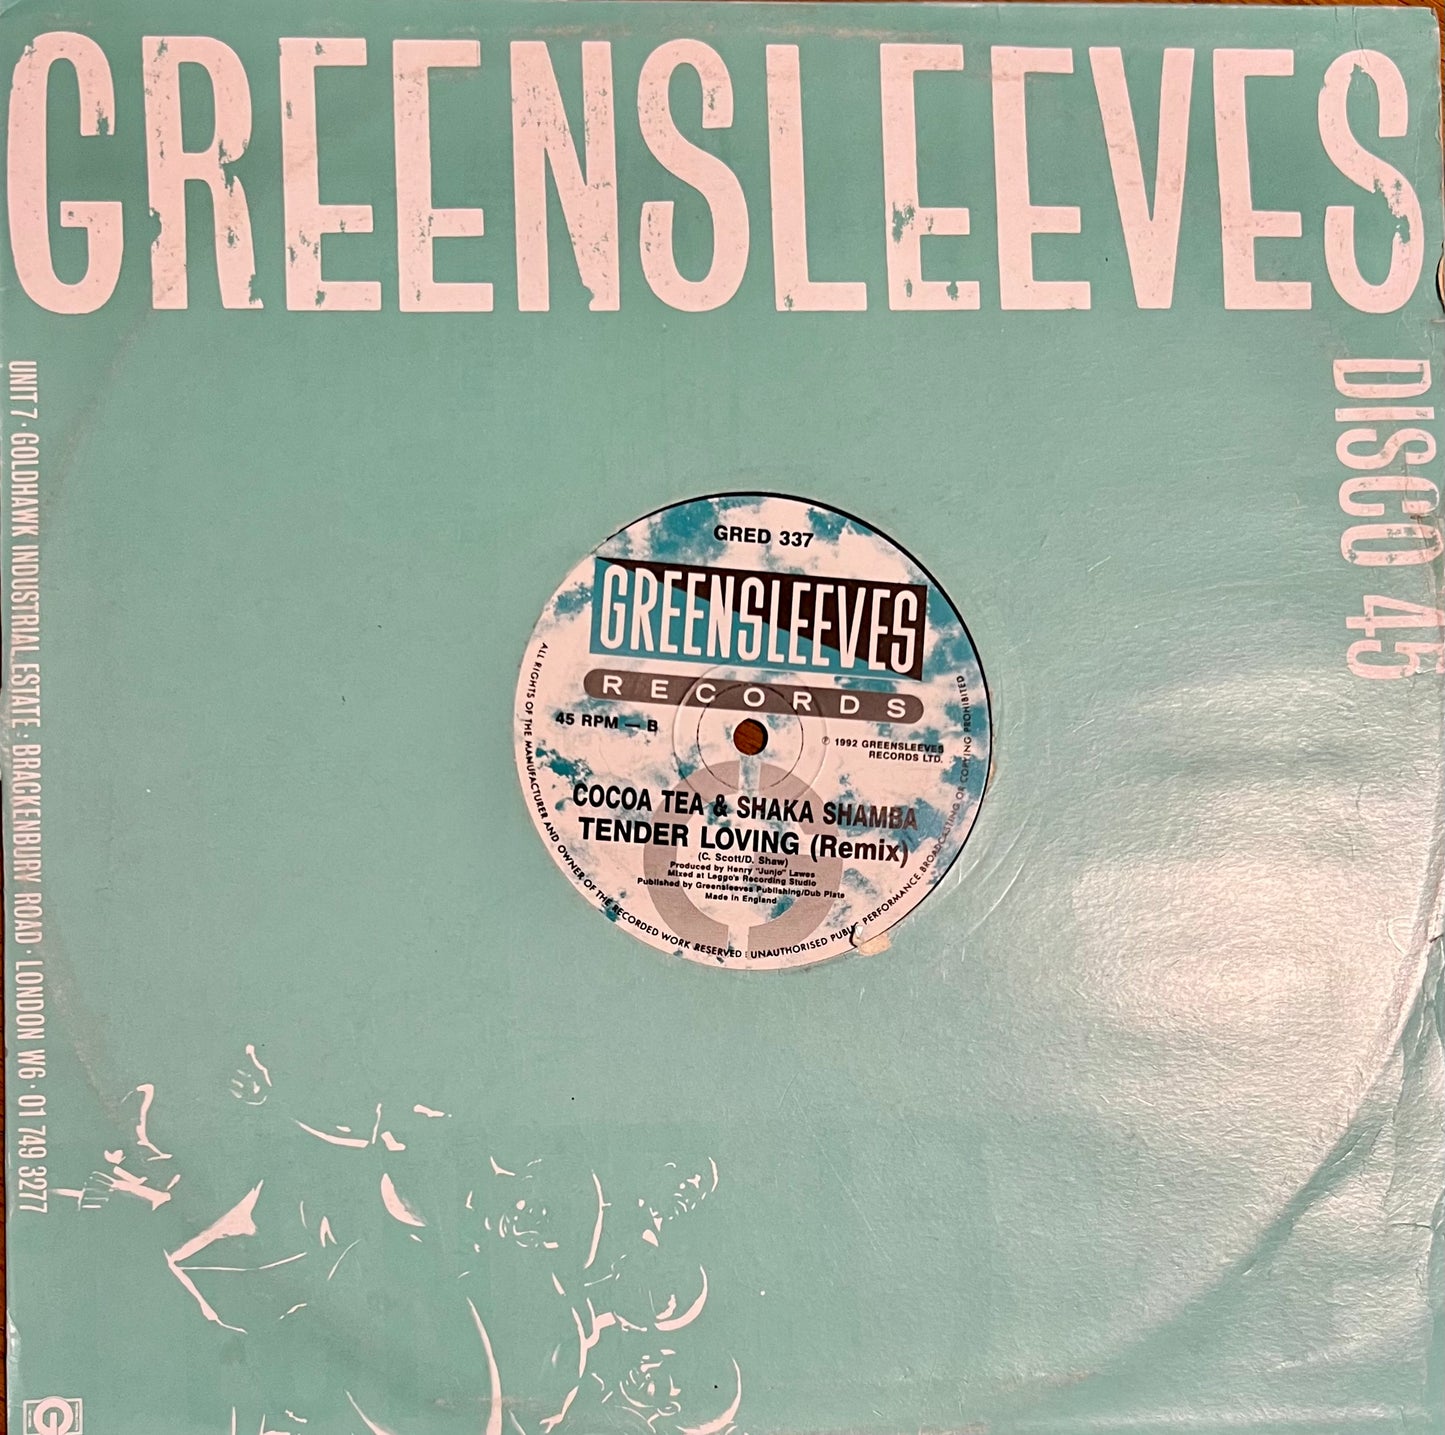 GREENSLEEVES
DISCO 45
UNIT 7 · GOLDHAWK INDUSTRIAL ESTATE · BRACKENBURY ROAD · LONDON W6 · 01 749 3277
GRED 337
GREENSLEEVES
RECORDS
45 RPM — B
℗ 1992 GREENSLEEVES
RECORDS LTD.
COCOA TEA & SHAKA SHAMBA
TENDER LOVING (Remix)
(C. Scott/D. Shaw)
Produced by Henry "Junjo" Lawes
Mixed at Leggo's Recording Studio
Published by Greensleeves Publishing/Dub Plate
Made in England
ALL RIGHTS OF THE MANUFACTURER AND OWNER OF THE RECORDED WORK RESERVED : UNAUTHORISED PUBLIC PERFORMANCE BROADCASTING OR COPYING PROHIBITED
G